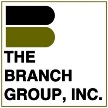 THE
BRANCH
GROUP, INC.